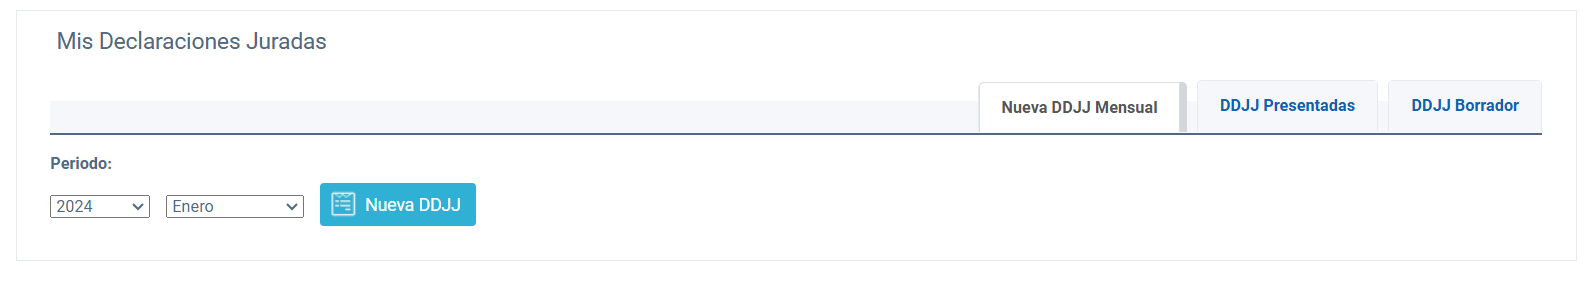 Mis Declaraciones Juradas
Nueva DDJJ Mensual DDJJ Presentadas DDJJ Borrador
Periodo:
2024 Enero Nueva DDJJ